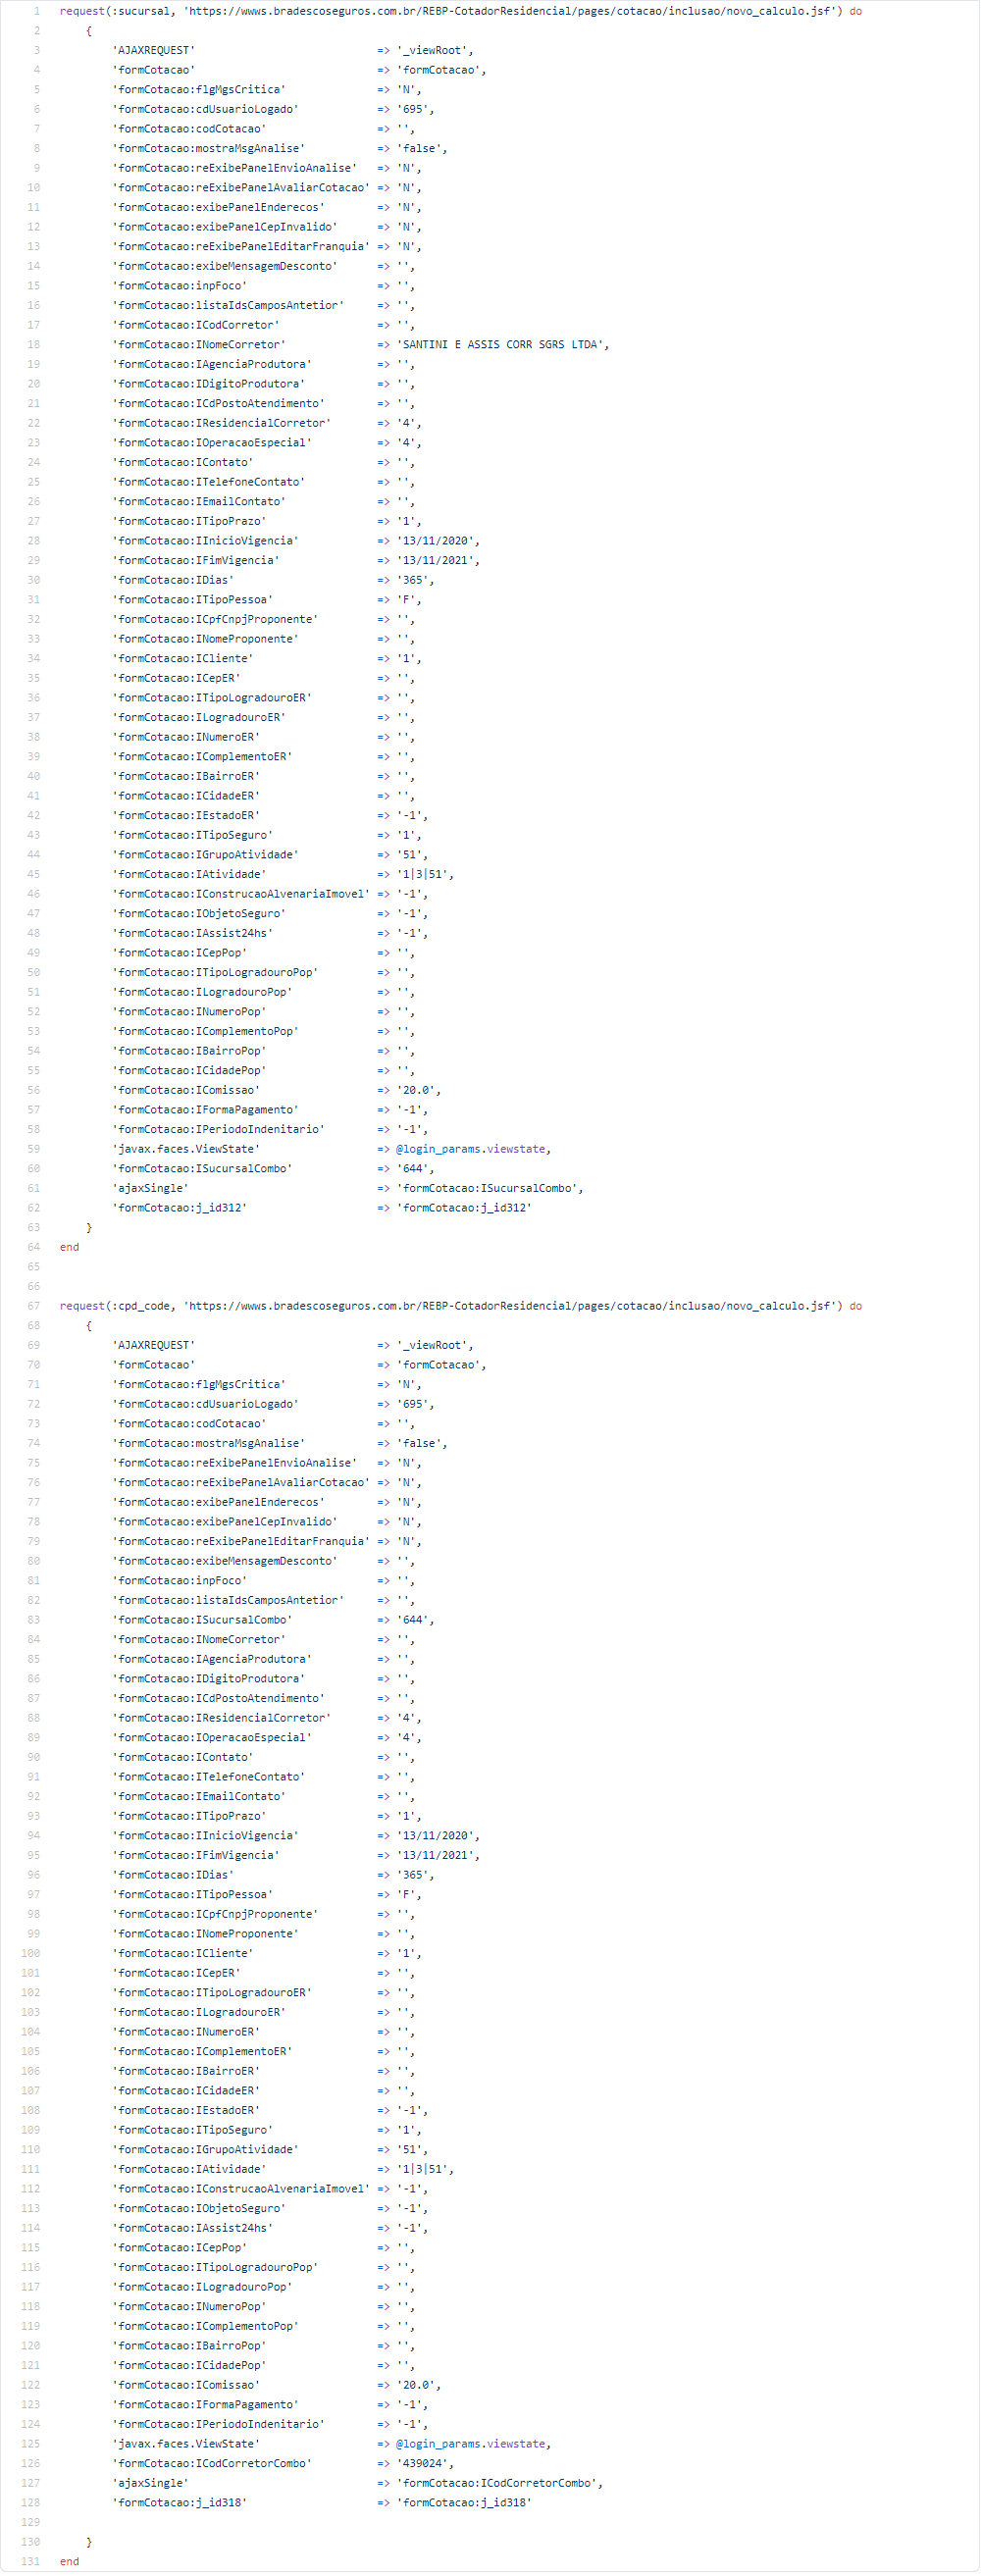 1 request(:sucursal, 'https://wwws.bradescoseguros.com.br/REBP-CotadorResidencial/pages/cotacao/inclusao/novo_calculo.jsf') do
2 {
3 'AJAXREQUEST' => '_viewRoot',
4 'formCotacao' => 'formCotacao',
5 'formCotacao:flgMgsCritica' => 'N',
6 'formCotacao:cdUsuarioLogado' => '695',
7 'formCotacao:codCotacao' => '',
8 'formCotacao:mostraMsgAnalise' => 'false',
9 'formCotacao:reExibePanelEnvioAnalise' => 'N',
10 'formCotacao:reExibePanelAvaliarCotacao' => 'N',
11 'formCotacao:exibePanelEnderecos' => 'N',
12 'formCotacao:exibePanelCepInvalido' => 'N',
13 'formCotacao:reExibePanelEditarFranquia' => 'N',
14 'formCotacao:exibeMensagemDesconto' => '',
15 'formCotacao:inpFoco' => '',
16 'formCotacao:listaIdsCamposAntetior' => '',
17 'formCotacao:ICodCorretor' => '',
18 'formCotacao:INomeCorretor' => 'SANTINI E ASSIS CORR SGRS LTDA',
19 'formCotacao:IAgenciaProdutora' => '',
20 'formCotacao:IDigitoProdutora' => '',
21 'formCotacao:ICdPostoAtendimento' => '',
22 'formCotacao:IResidencialCorretor' => '4',
23 'formCotacao:IOperacaoEspecial' => '4',
24 'formCotacao:IContato' => '',
25 'formCotacao:ITelefoneContato' => '',
26 'formCotacao:IEmailContato' => '',
27 'formCotacao:ITipoPrazo' => '1',
28 'formCotacao:IInicioVigencia' => '13/11/2020',
29 'formCotacao:IFimVigencia' => '13/11/2021',
30 'formCotacao:IDias' => '365',
31 'formCotacao:ITipoPessoa' => 'F',
32 'formCotacao:ICpfCnpjProponente' => '',
33 'formCotacao:INomeProponente' => '',
34 'formCotacao:ICliente' => '1',
35 'formCotacao:ICepER' => '',
36 'formCotacao:ITipoLogradouroER' => '',
37 'formCotacao:ILogradouroER' => '',
38 'formCotacao:INumeroER' => '',
39 'formCotacao:IComplementoER' => '',
40 'formCotacao:IBairroER' => '',
41 'formCotacao:ICidadeER' => '',
42 'formCotacao:IEstadoER' => '-1',
43 'formCotacao:ITipoSeguro' => '1',
44 'formCotacao:IGrupoAtividade' => '51',
45 'formCotacao:IAtividade' => '1|3|51',
46 'formCotacao:IConstrucaoAlvenariaImovel' => '-1',
47 'formCotacao:IObjetoSeguro' => '-1',
48 'formCotacao:IAssist24hs' => '-1',
49 'formCotacao:ICepPop' => '',
50 'formCotacao:ITipoLogradouroPop' => '',
51 'formCotacao:ILogradouroPop' => '',
52 'formCotacao:INumeroPop' => '',
53 'formCotacao:IComplementoPop' => '',
54 'formCotacao:IBairroPop' => '',
55 'formCotacao:ICidadePop' => '',
56 'formCotacao:IComissao' => '20.0',
57 'formCotacao:IFormaPagamento' => '-1',
58 'formCotacao:IPeriodoIndenitario' => '-1',
59 'javax.faces.ViewState' => @login_params.viewstate,
60 'formCotacao:ISucursalCombo' => '644',
61 'ajaxSingle' => 'formCotacao:ISucursalCombo',
62 'formCotacao:j_id312' => 'formCotacao:j_id312'
63 }
64 end
65
66
67 request(:cpd_code, 'https://wwws.bradescoseguros.com.br/REBP-CotadorResidencial/pages/cotacao/inclusao/novo_calculo.jsf') do
68 {
69 'AJAXREQUEST' => '_viewRoot',
70 'formCotacao' => 'formCotacao',
71 'formCotacao:flgMgsCritica' => 'N',
72 'formCotacao:cdUsuarioLogado' => '695',
73 'formCotacao:codCotacao' => '',
74 'formCotacao:mostraMsgAnalise' => 'false',
75 'formCotacao:reExibePanelEnvioAnalise' => 'N',
76 'formCotacao:reExibePanelAvaliarCotacao' => 'N',
77 'formCotacao:exibePanelEnderecos' => 'N',
78 'formCotacao:exibePanelCepInvalido' => 'N',
79 'formCotacao:reExibePanelEditarFranquia' => 'N',
80 'formCotacao:exibeMensagemDesconto' => '',
81 'formCotacao:inpFoco' => '',
82 'formCotacao:listaIdsCamposAntetior' => '',
83 'formCotacao:ISucursalCombo' => '644',
84 'formCotacao:INomeCorretor' => '',
85 'formCotacao:IAgenciaProdutora' => '',
86 'formCotacao:IDigitoProdutora' => '',
87 'formCotacao:ICdPostoAtendimento' => '',
88 'formCotacao:IResidencialCorretor' => '4',
89 'formCotacao:IOperacaoEspecial' => '4',
90 'formCotacao:IContato' => '',
91 'formCotacao:ITelefoneContato' => '',
92 'formCotacao:IEmailContato' => '',
93 'formCotacao:ITipoPrazo' => '1',
94 'formCotacao:IInicioVigencia' => '13/11/2020',
95 'formCotacao:IFimVigencia' => '13/11/2021',
96 'formCotacao:IDias' => '365',
97 'formCotacao:ITipoPessoa' => 'F',
98 'formCotacao:ICpfCnpjProponente' => '',
99 'formCotacao:INomeProponente' => '',
100 'formCotacao:ICliente' => '1',
101 'formCotacao:ICepER' => '',
102 'formCotacao:ITipoLogradouroER' => '',
103 'formCotacao:ILogradouroER' => '',
104 'formCotacao:INumeroER' => '',
105 'formCotacao:IComplementoER' => '',
106 'formCotacao:IBairroER' => '',
107 'formCotacao:ICidadeER' => '',
108 'formCotacao:IEstadoER' => '-1',
109 'formCotacao:ITipoSeguro' => '1',
110 'formCotacao:IGrupoAtividade' => '51',
111 'formCotacao:IAtividade' => '1|3|51',
112 'formCotacao:IConstrucaoAlvenariaImovel' => '-1',
113 'formCotacao:IObjetoSeguro' => '-1',
114 'formCotacao:IAssist24hs' => '-1',
115 'formCotacao:ICepPop' => '',
116 'formCotacao:ITipoLogradouroPop' => '',
117 'formCotacao:ILogradouroPop' => '',
118 'formCotacao:INumeroPop' => '',
119 'formCotacao:IComplementoPop' => '',
120 'formCotacao:IBairroPop' => '',
121 'formCotacao:ICidadePop' => '',
122 'formCotacao:IComissao' => '20.0',
123 'formCotacao:IFormaPagamento' => '-1',
124 'formCotacao:IPeriodoIndenitario' => '-1',
125 'javax.faces.ViewState' => @login_params.viewstate,
126 'formCotacao:ICodCorretorCombo' => '439024',
127 'ajaxSingle' => 'formCotacao:ICodCorretorCombo',
128 'formCotacao:j_id318' => 'formCotacao:j_id318'
129
130 }
131 end